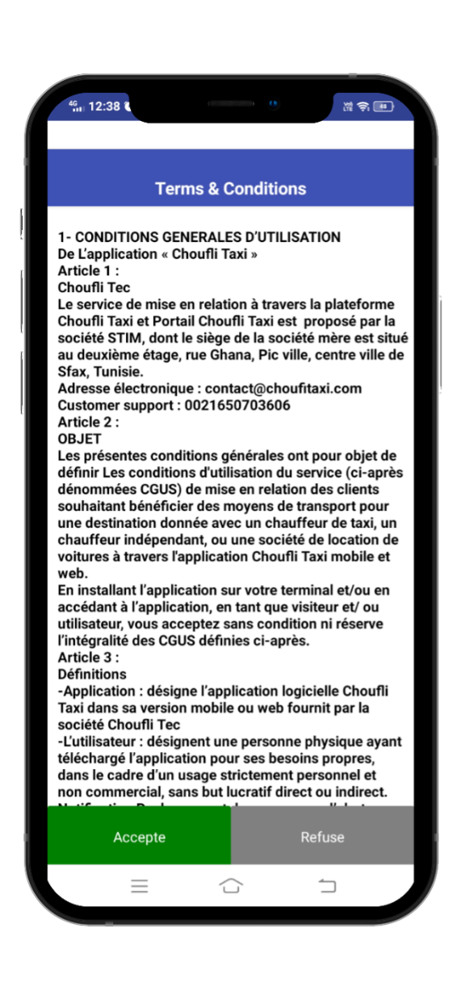 4G 12:38
VoLTE 48
Terms & Conditions
1- CONDITIONS GENERALES D'UTILISATION
De L'application « Choufli Taxi »
Article 1 :
Choufli Tec
Le service de mise en relation à travers la plateforme
Choufli Taxi et Portail Choufli Taxi est proposé par la
société STIM, dont le siège de la société mère est situé
au deuxième étage, rue Ghana, Pic ville, centre ville de
Sfax, Tunisie.
Adresse électronique : contact@choufitaxi.com
Customer support : 0021650703606
Article 2 :
OBJET
Les présentes conditions générales ont pour objet de
définir Les conditions d'utilisation du service (ci-après
dénommées CGUS) de mise en relation des clients
souhaitant bénéficier des moyens de transport pour
une destination donnée avec un chauffeur de taxi, un
chauffeur indépendant, ou une société de location de
voitures à travers l'application Choufli Taxi mobile et
web.
En installant l'application sur votre terminal et/ou en
accédant à l'application, en tant que visiteur et/ ou
utilisateur, vous acceptez sans condition ni réserve
l'intégralité des CGUS définies ci-après.
Article 3 :
Définitions
-Application : désigne l'application logicielle Choufli
Taxi dans sa version mobile ou web fournit par la
société Choufli Tec
-L'utilisateur : désignent une personne physique ayant
téléchargé l'application pour ses besoins propres,
dans le cadre d'un usage strictement personnel et
non commercial, sans but lucratif direct ou indirect.
Accepte
Refuse